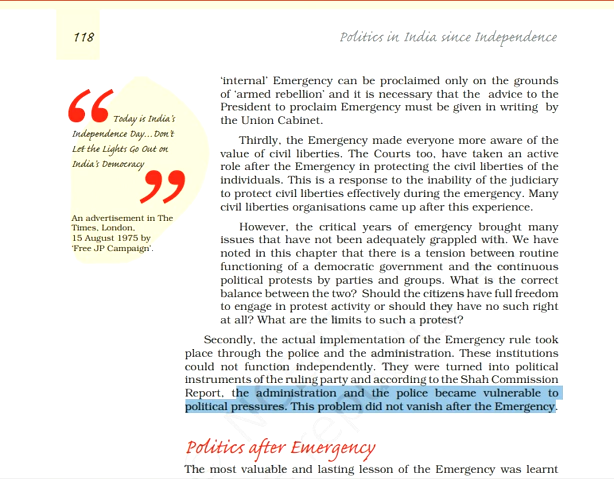 118
Politics in India since Independence
“
Today is India's
Independence Day...Don't
Let the Lights Go Out on
India's Democracy
”
An advertisement in The
Times, London,
15 August 1975 by
‘Free JP Campaign’.
‘internal’ Emergency can be proclaimed only on the grounds
of ‘armed rebellion’ and it is necessary that the advice to the
President to proclaim Emergency must be given in writing by
the Union Cabinet.
Thirdly, the Emergency made everyone more aware of the
value of civil liberties. The Courts too, have taken an active
role after the Emergency in protecting the civil liberties of the
individuals. This is a response to the inability of the judiciary
to protect civil liberties effectively during the emergency. Many
civil liberties organisations came up after this experience.
However, the critical years of emergency brought many
issues that have not been adequately grappled with. We have
noted in this chapter that there is a tension between routine
functioning of a democratic government and the continuous
political protests by parties and groups. What is the correct
balance between the two? Should the citizens have full freedom
to engage in protest activity or should they have no such right
at all? What are the limits to such a protest?
Secondly, the actual implementation of the Emergency rule took
place through the police and the administration. These institutions
could not function independently. They were turned into political
instruments of the ruling party and according to the Shah Commission
Report, the administration and the police became vulnerable to
political pressures. This problem did not vanish after the Emergency.
Politics after Emergency
The most valuable and lasting lesson of the Emergency was learnt